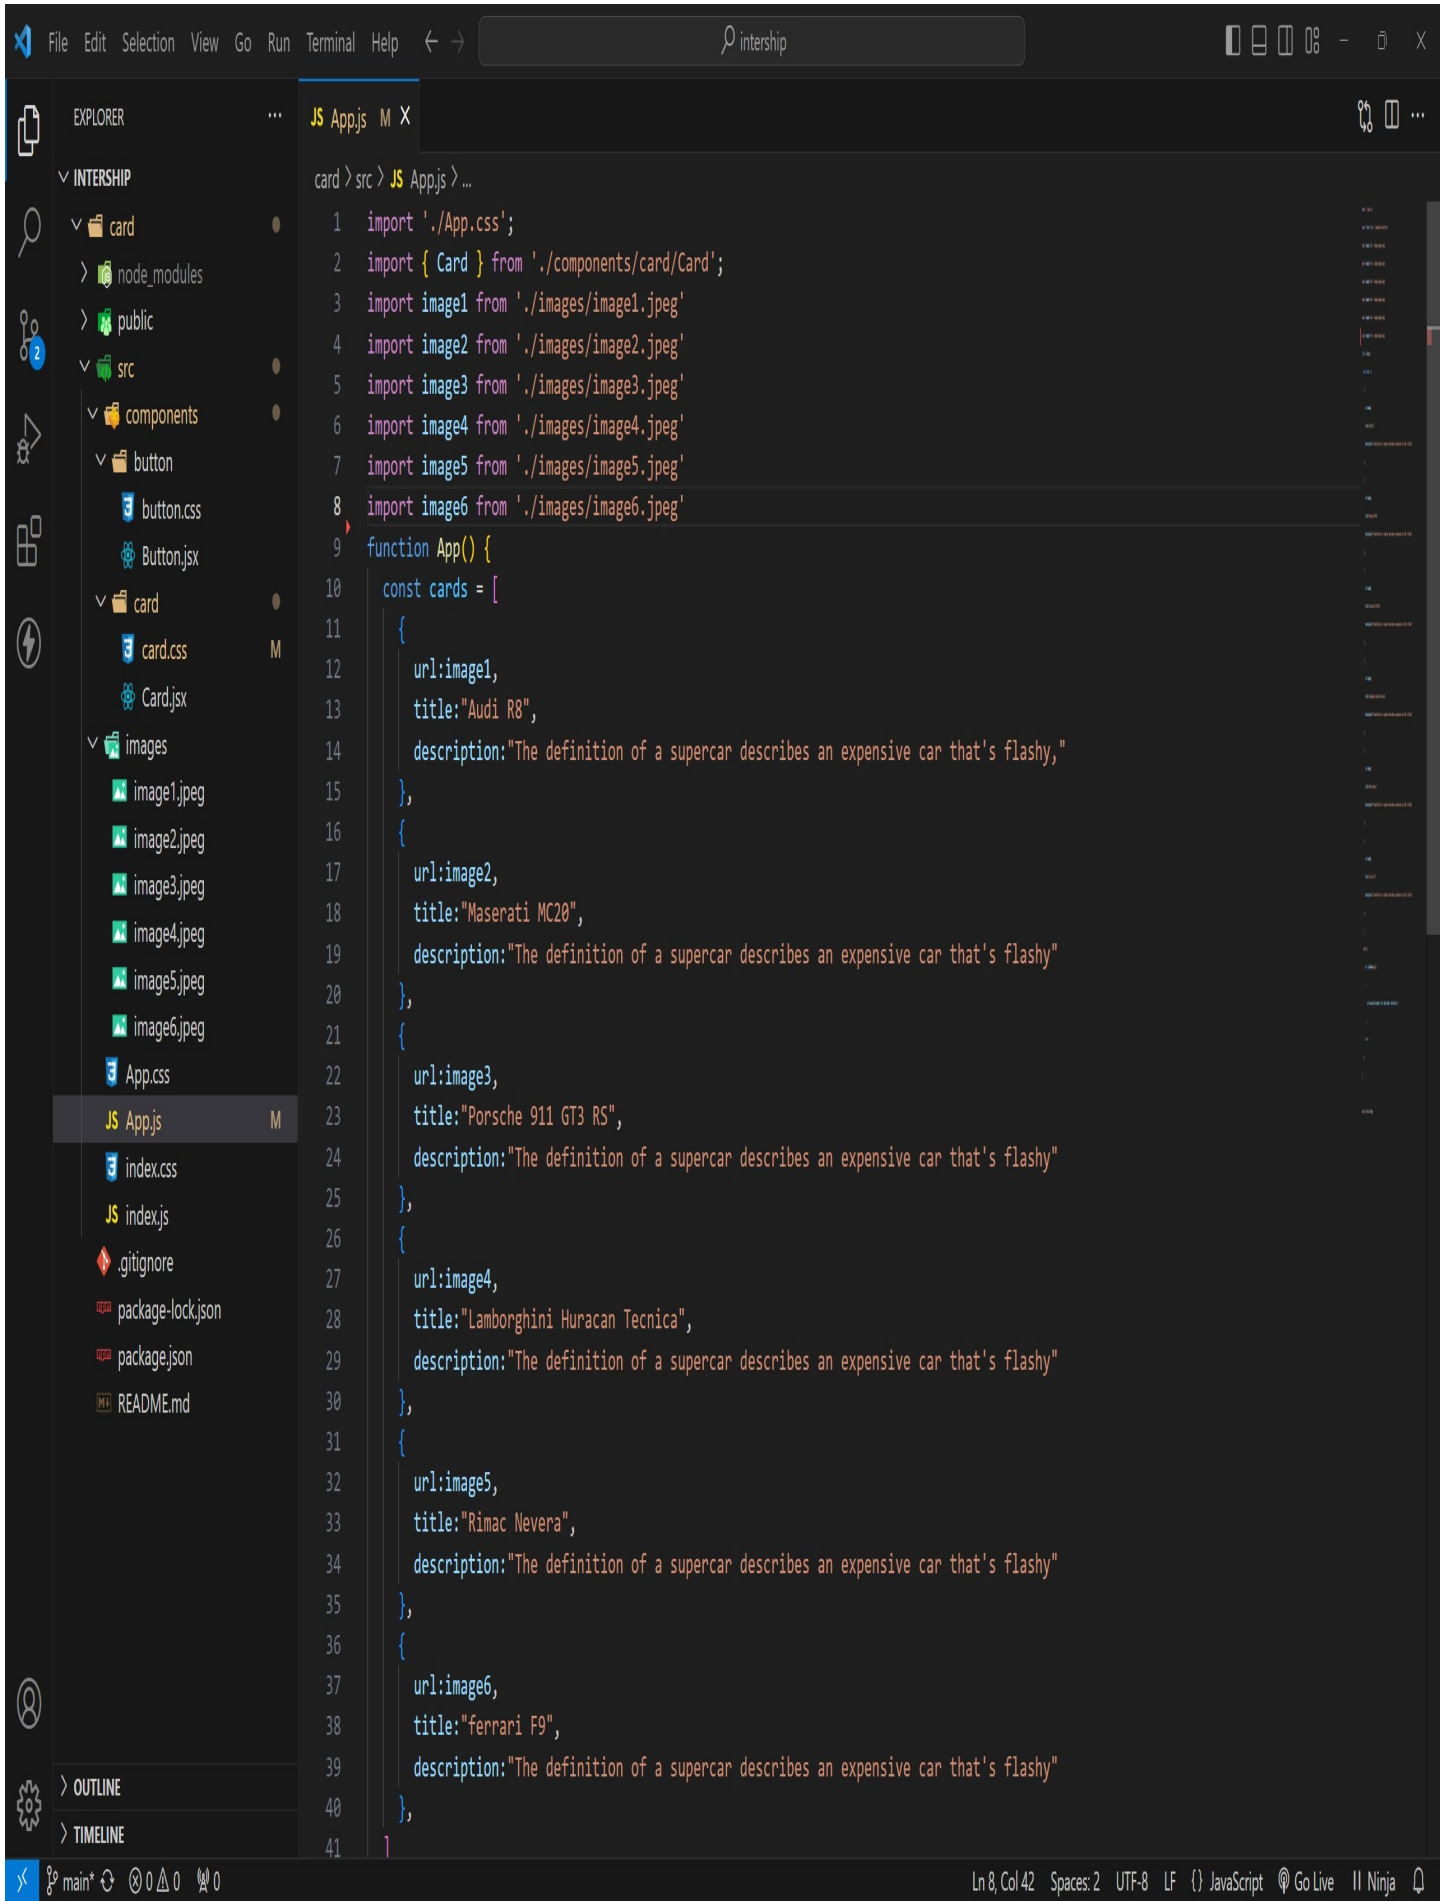 File Edit Selection View Go Run Terminal Help intership
EXPLORER
INTERSHIP
card
node_modules
public
src
components
button
button.css
Button.jsx
card
card.css M
Card.jsx
images
image1.jpeg
image2.jpeg
image3.jpeg
image4.jpeg
image5.jpeg
image6.jpeg
App.css
JS App.js M
index.css
JS index.js
.gitignore
package-lock.json
package.json
README.md
OUTLINE
TIMELINE
2
JS App.js M X
card > src > JS App.js > ...
1 import './App.css';
2 import { Card } from './components/card/Card';
3 import image1 from './images/image1.jpeg'
4 import image2 from './images/image2.jpeg'
5 import image3 from './images/image3.jpeg'
6 import image4 from './images/image4.jpeg'
7 import image5 from './images/image5.jpeg'
8 import image6 from './images/image6.jpeg'
9 function App() {
10 const cards = [
11 {
12 url:image1,
13 title:"Audi R8",
14 description:"The definition of a supercar describes an expensive car that's flashy,"
15 },
16 {
17 url:image2,
18 title:"Maserati MC20",
19 description:"The definition of a supercar describes an expensive car that's flashy"
20 },
21 {
22 url:image3,
23 title:"Porsche 911 GT3 RS",
24 description:"The definition of a supercar describes an expensive car that's flashy"
25 },
26 {
27 url:image4,
28 title:"Lamborghini Huracan Tecnica",
29 description:"The definition of a supercar describes an expensive car that's flashy"
30 },
31 {
32 url:image5,
33 title:"Rimac Nevera",
34 description:"The definition of a supercar describes an expensive car that's flashy"
35 },
36 {
37 url:image6,
38 title:"ferrari F9",
39 description:"The definition of a supercar describes an expensive car that's flashy"
40 },
41 ]
main* 0 0 0 Ln 8, Col 42 Spaces: 2 UTF-8 LF {} JavaScript Go Live Ninja